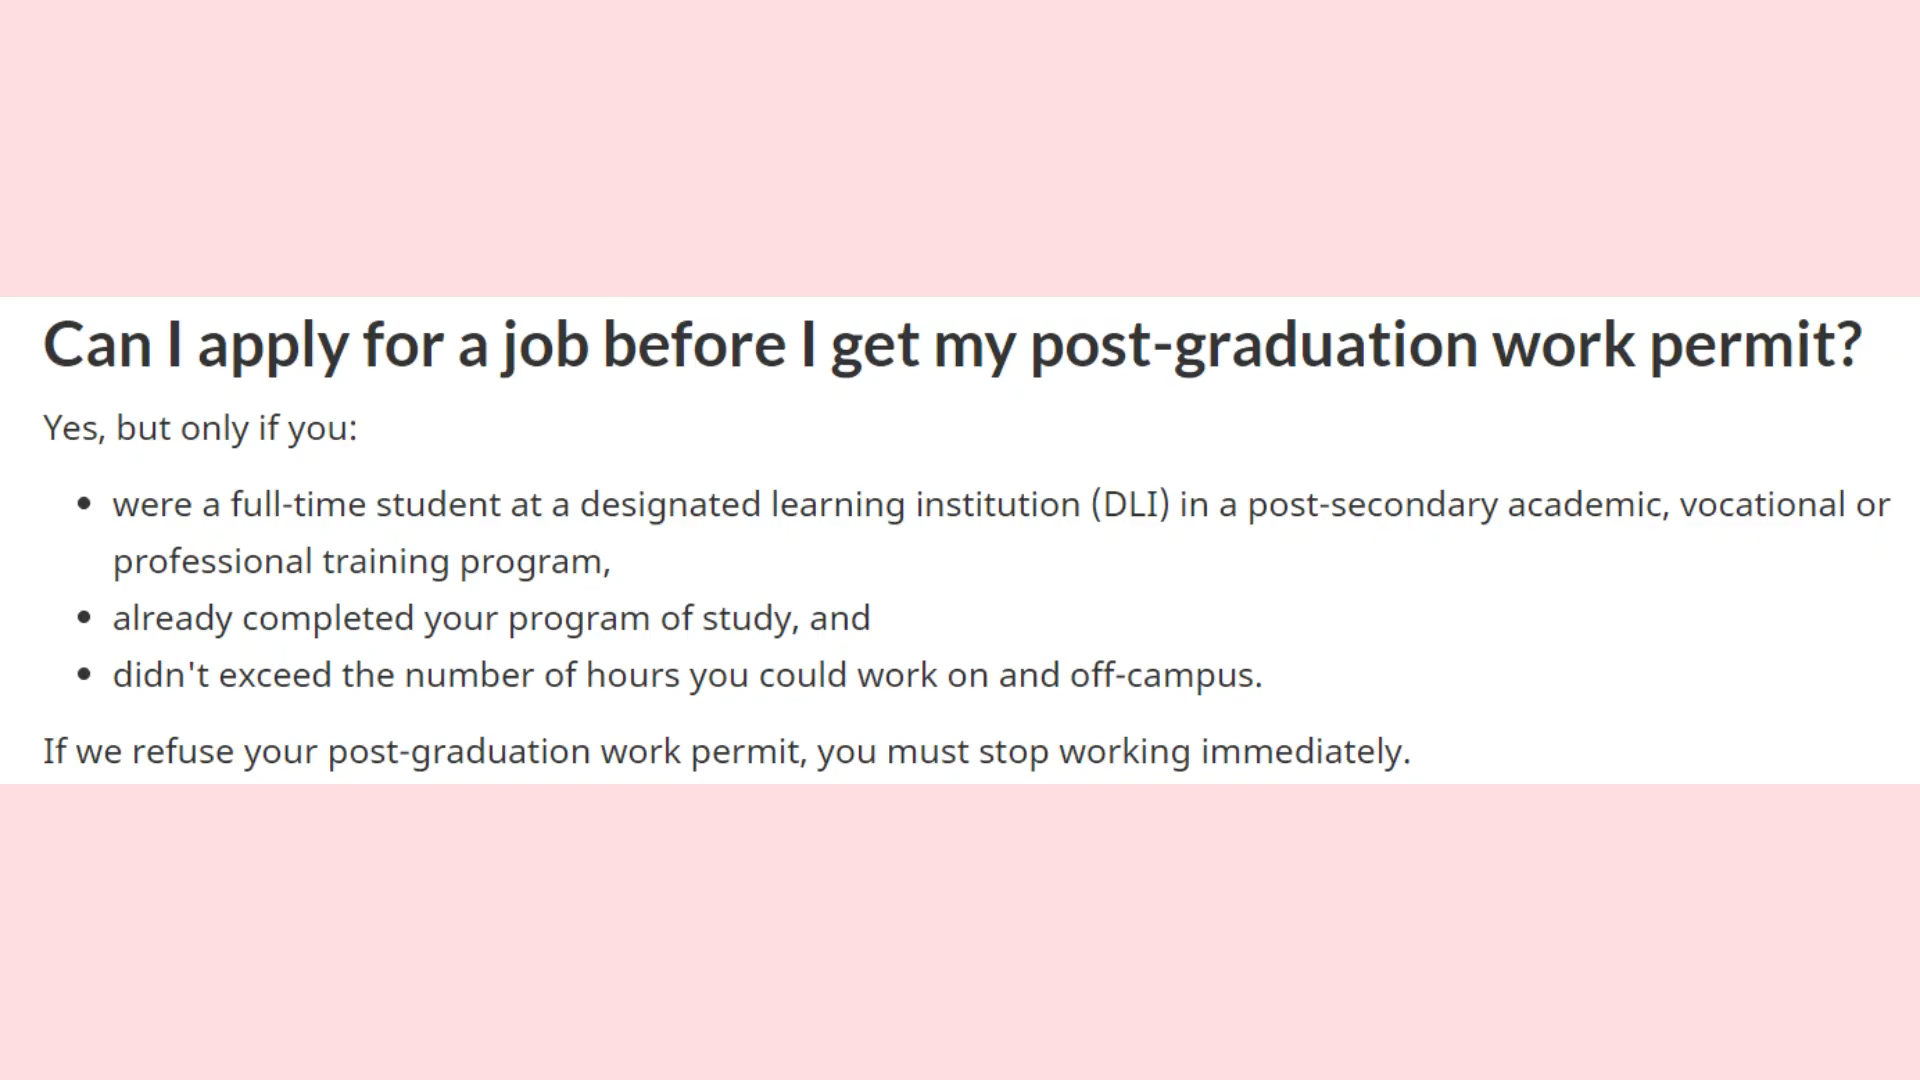 Can I apply for a job before I get my post-graduation work permit?
Yes, but only if you:
• were a full-time student at a designated learning institution (DLI) in a post-secondary academic, vocational or
professional training program,
• already completed your program of study, and
• didn't exceed the number of hours you could work on and off-campus.
If we refuse your post-graduation work permit, you must stop working immediately.